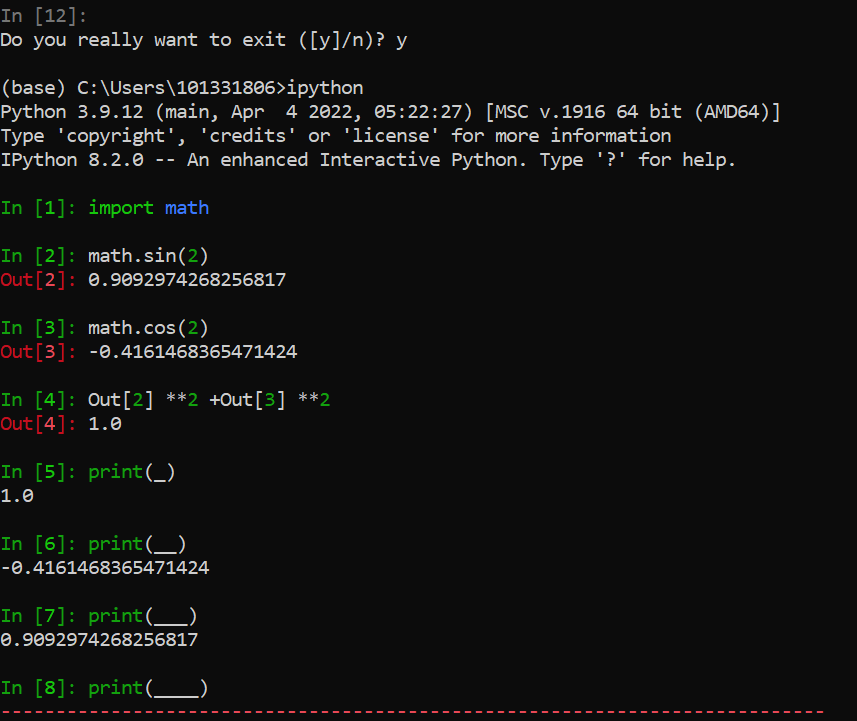 In [12]:
Do you really want to exit ([y]/n)? y
(base) C:\Users\101331806>ipython
Python 3.9.12 (main, Apr  4 2022, 05:22:27) [MSC v.1916 64 bit (AMD64)]
Type 'copyright', 'credits' or 'license' for more information
IPython 8.2.0 -- An enhanced Interactive Python. Type '?' for help.
In [1]: import math
In [2]: math.sin(2)
Out[2]: 0.9092974268256817
In [3]: math.cos(2)
Out[3]: -0.4161468365471424
In [4]: Out[2] **2 +Out[3] **2
Out[4]: 1.0
In [5]: print(_)
1.0
In [6]: print(__)
-0.4161468365471424
In [7]: print(___)
0.9092974268256817
In [8]: print(____)
---------------------------------------------------------------------------